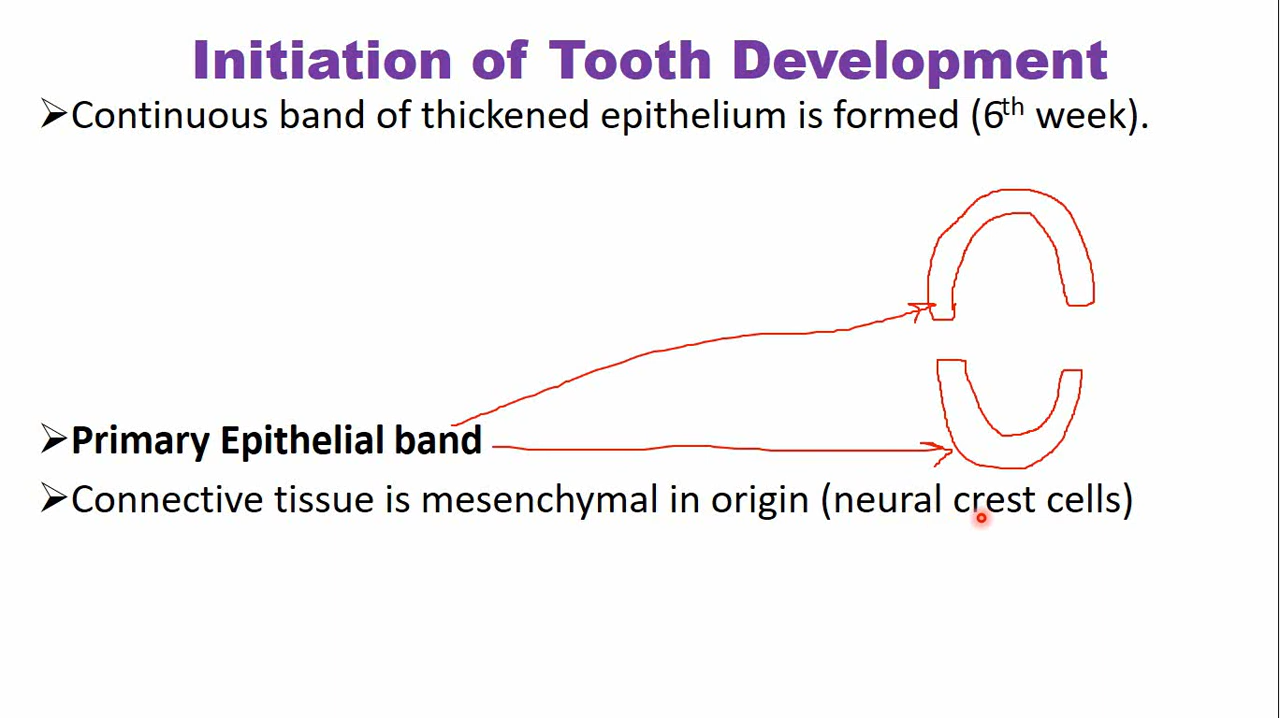 Initiation of Tooth Development
➢Continuous band of thickened epithelium is formed (6th week).
➢Primary Epithelial band
➢Connective tissue is mesenchymal in origin (neural crest cells)